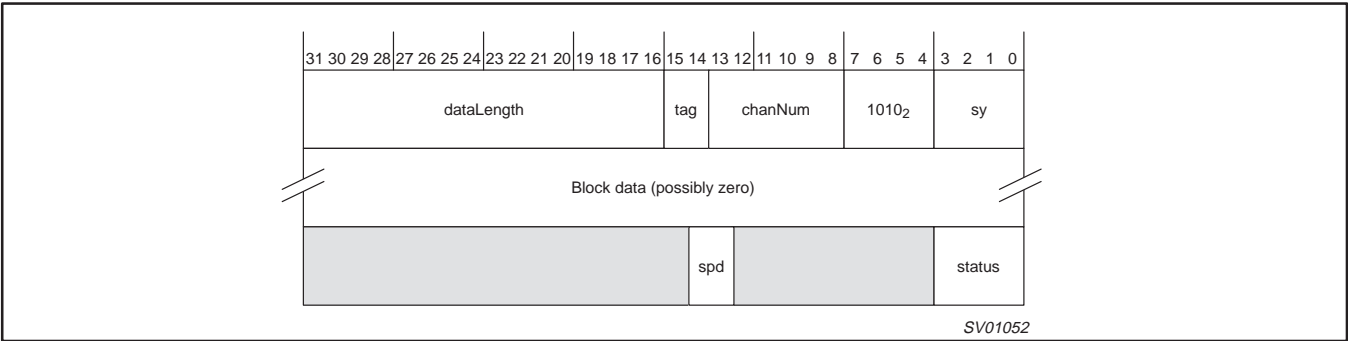 31 30 29 28 27 26 25 24 23 22 21 20 19 18 17 16 15 14 13 12 11 10 9 8 7 6 5 4 3 2 1 0
dataLength tag chanNum 1010₂ sy
Block data (possibly zero)
spd status
SV01052